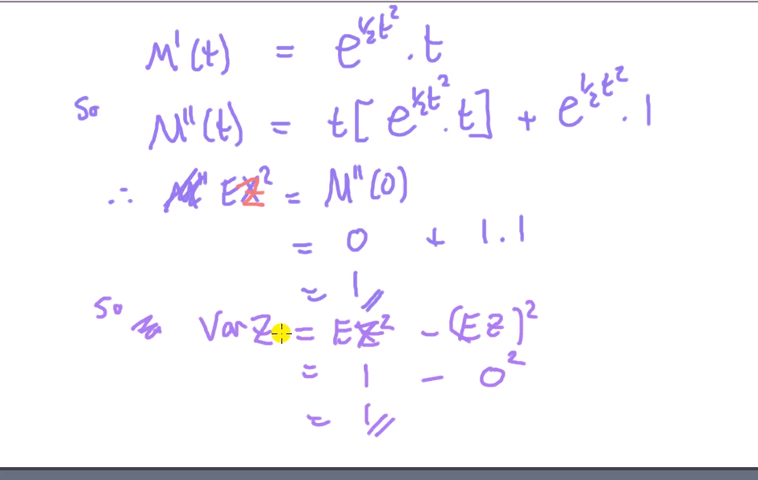 M'(t) = e^{½t²} . t
So M''(t) = t[ e^{½t²} . t ] + e^{½t²} . 1
∴ EZ² = M''(0)
= 0 + 1.1
= 1
So Var Z = EZ² − (EZ)²
= 1 − 0²
= 1